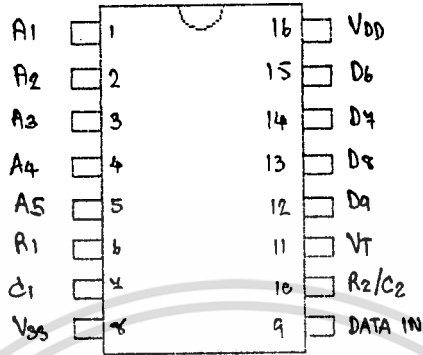 A1 1 16 VDD
A2 2 15 D6
A3 3 14 D7
A4 4 13 D8
A5 5 12 D9
R1 6 11 VT
C1 7 10 R2/C2
VSS 8 9 DATA IN